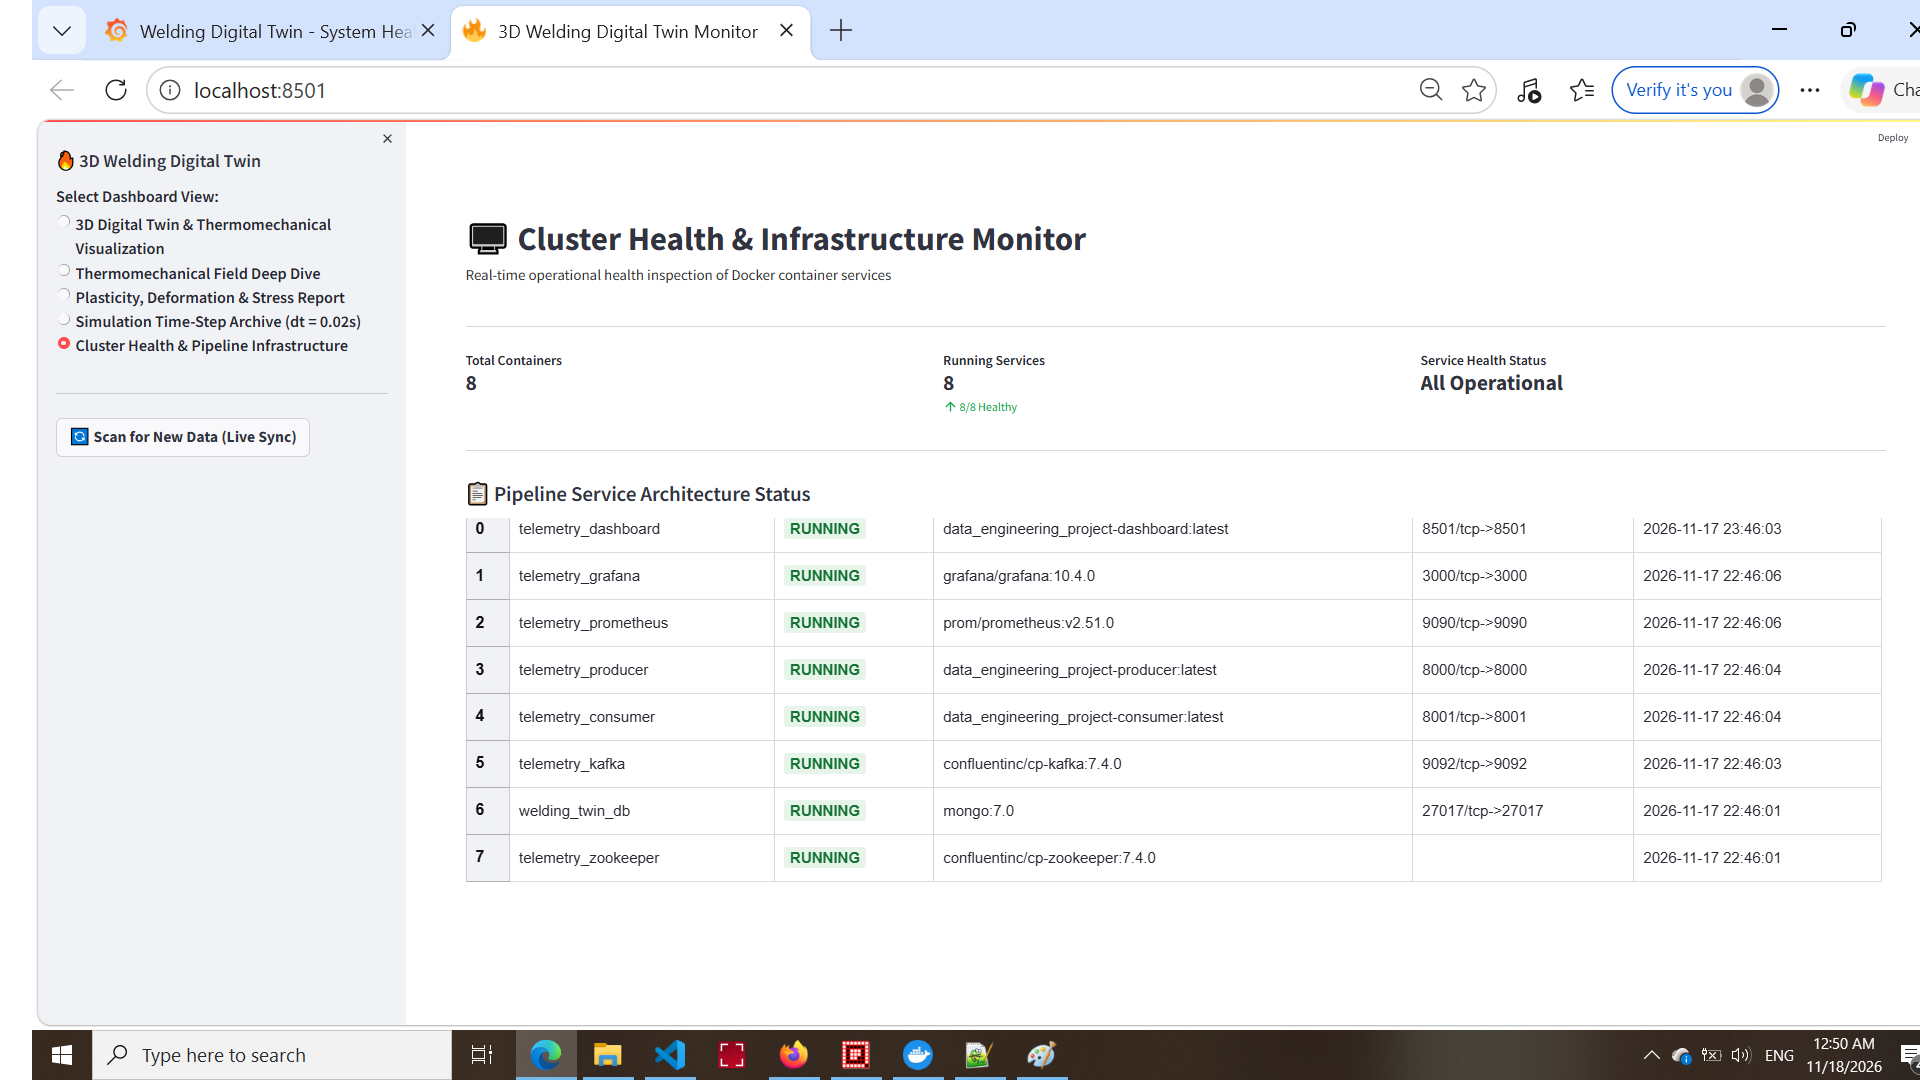 Welding Digital Twin - System Hea
3D Welding Digital Twin Monitor
localhost:8501
Verify it's you
Cha
Deploy
3D Welding Digital Twin
Select Dashboard View:
3D Digital Twin & Thermomechanical
Visualization
Thermomechanical Field Deep Dive
Plasticity, Deformation & Stress Report
Simulation Time-Step Archive (dt = 0.02s)
Cluster Health & Pipeline Infrastructure
Scan for New Data (Live Sync)
Cluster Health & Infrastructure Monitor
Real-time operational health inspection of Docker container services
Total Containers
8
Running Services
8
8/8 Healthy
Service Health Status
All Operational
Pipeline Service Architecture Status
0 telemetry_dashboard RUNNING data_engineering_project-dashboard:latest 8501/tcp->8501 2026-11-17 23:46:03
1 telemetry_grafana RUNNING grafana/grafana:10.4.0 3000/tcp->3000 2026-11-17 22:46:06
2 telemetry_prometheus RUNNING prom/prometheus:v2.51.0 9090/tcp->9090 2026-11-17 22:46:06
3 telemetry_producer RUNNING data_engineering_project-producer:latest 8000/tcp->8000 2026-11-17 22:46:04
4 telemetry_consumer RUNNING data_engineering_project-consumer:latest 8001/tcp->8001 2026-11-17 22:46:04
5 telemetry_kafka RUNNING confluentinc/cp-kafka:7.4.0 9092/tcp->9092 2026-11-17 22:46:03
6 welding_twin_db RUNNING mongo:7.0 27017/tcp->27017 2026-11-17 22:46:01
7 telemetry_zookeeper RUNNING confluentinc/cp-zookeeper:7.4.0 2026-11-17 22:46:01
Type here to search
ENG
12:50 AM
11/18/2026